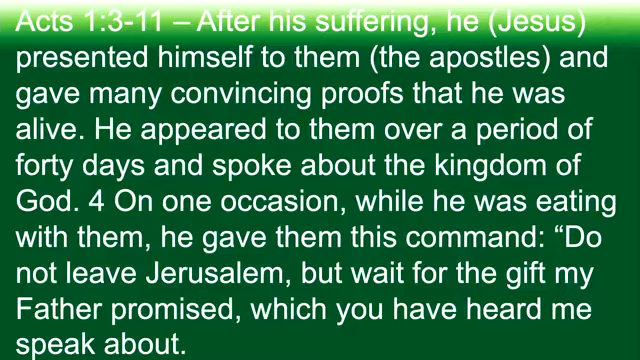 Acts 1:3-11 – After his suffering, he (Jesus)
presented himself to them (the apostles) and
gave many convincing proofs that he was
alive. He appeared to them over a period of
forty days and spoke about the kingdom of
God. 4 On one occasion, while he was eating
with them, he gave them this command: “Do
not leave Jerusalem, but wait for the gift my
Father promised, which you have heard me
speak about.